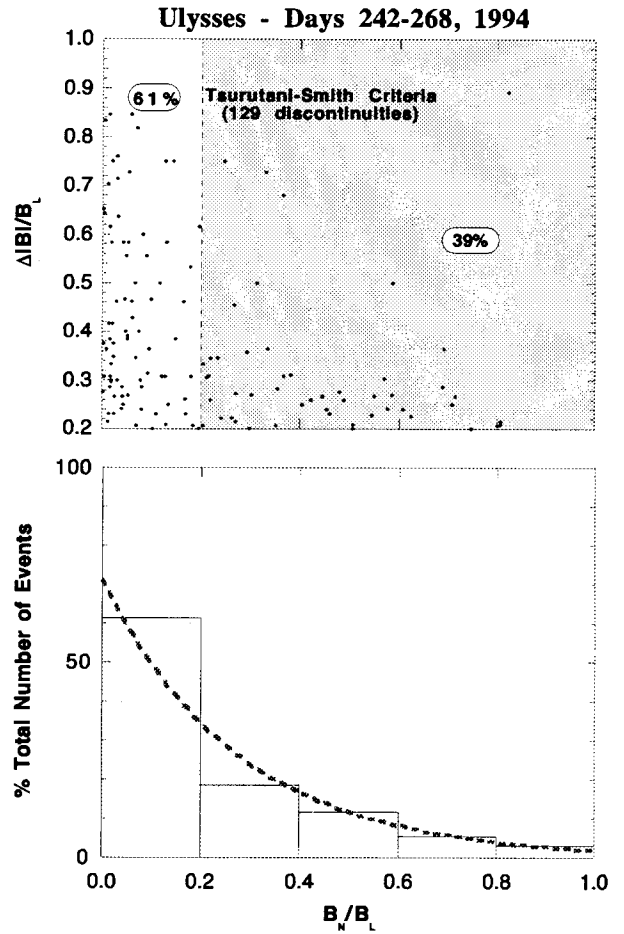 Ulysses - Days 242-268, 1994
1.0
0.9
61%
Tsurutani-Smith Criteria
(129 discontinuities)
0.8
0.7
Δ|B|/B_L
0.6
39%
0.5
0.4
0.3
0.2
100
% Total Number of Events
50
0
0.0 0.2 0.4 0.6 0.8 1.0
B_N/B_L